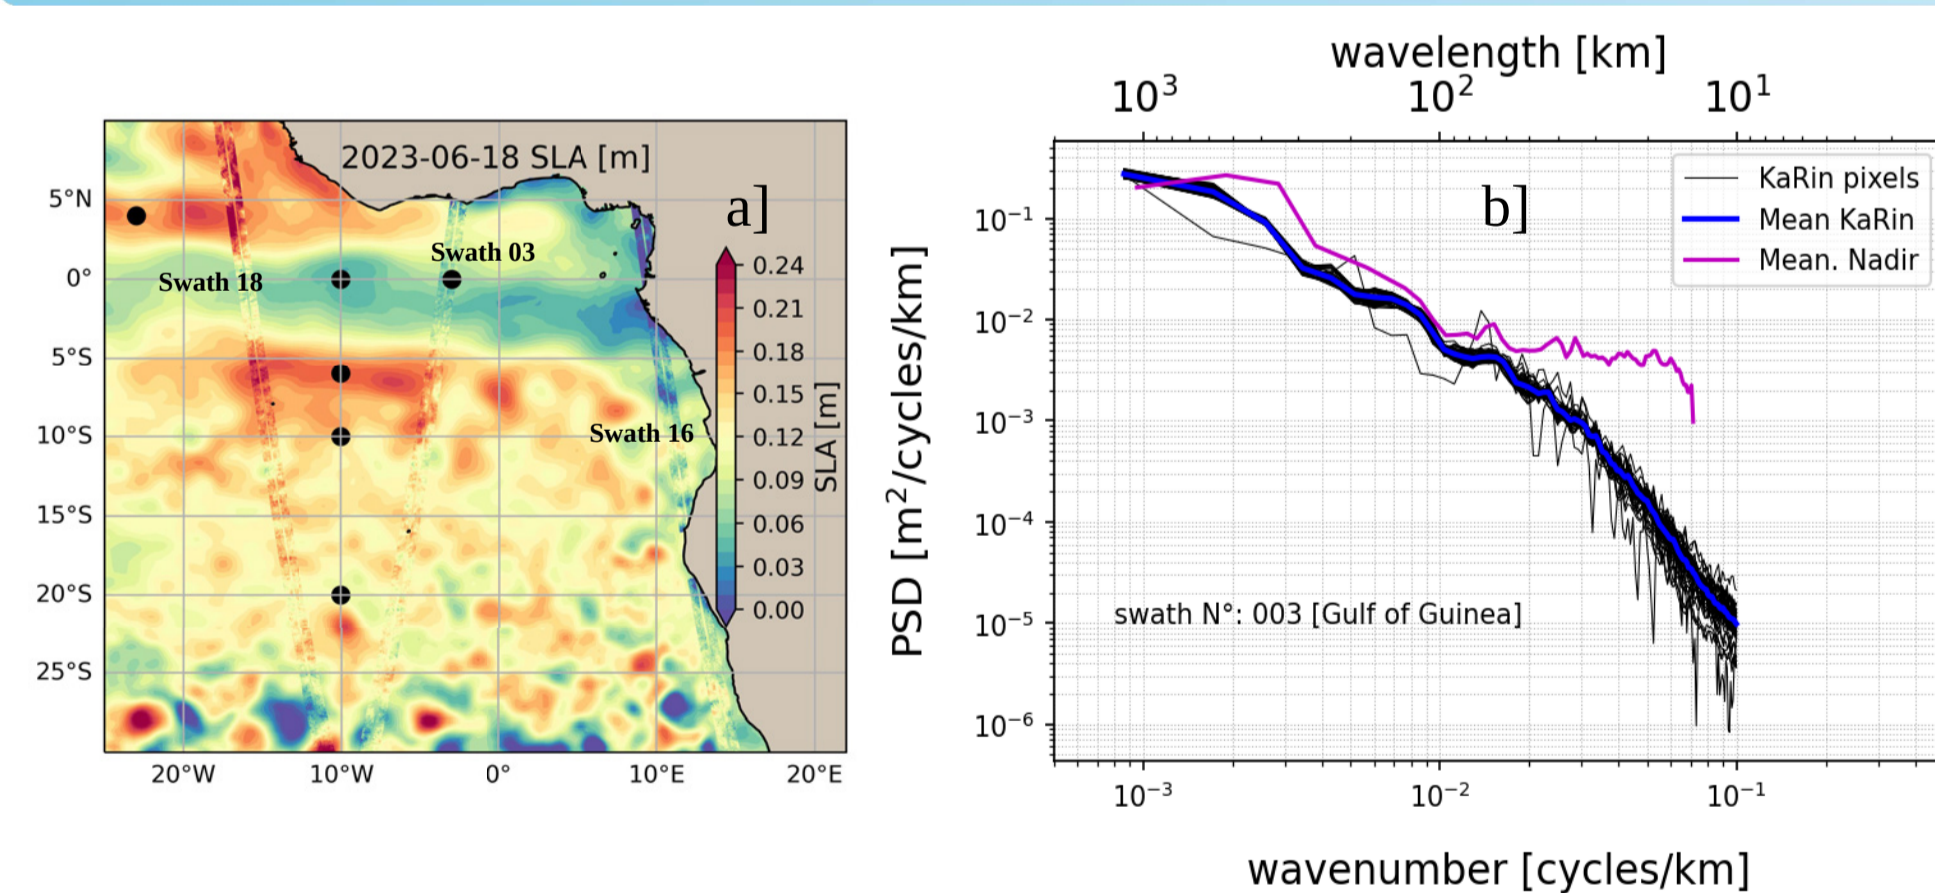 2023-06-18 SLA [m]
a]
Swath 03
Swath 18
Swath 16
5°N
0°
5°S
10°S
15°S
20°S
25°S
20°W
10°W
0°
10°E
20°E
0.24
0.21
0.18
0.15
0.12
0.09
0.06
0.03
0.00
SLA [m]
wavelength [km]
10³
10²
10¹
b]
KaRin pixels
Mean KaRin
Mean. Nadir
PSD [m²/cycles/km]
10⁻¹
10⁻²
10⁻³
10⁻⁴
10⁻⁵
10⁻⁶
swath N°: 003 [Gulf of Guinea]
10⁻³
10⁻²
10⁻¹
wavenumber [cycles/km]